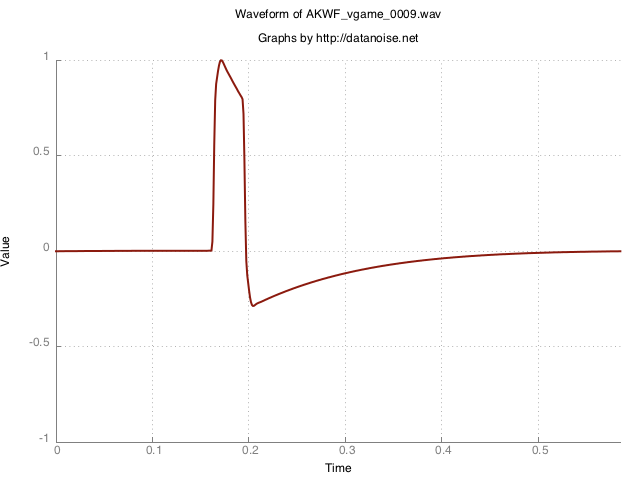 Waveform of AKWF_vgame_0009.wav
Graphs by http://datanoise.net
1
0.5
0
-0.5
-1
Value
0 0.1 0.2 0.3 0.4 0.5
Time